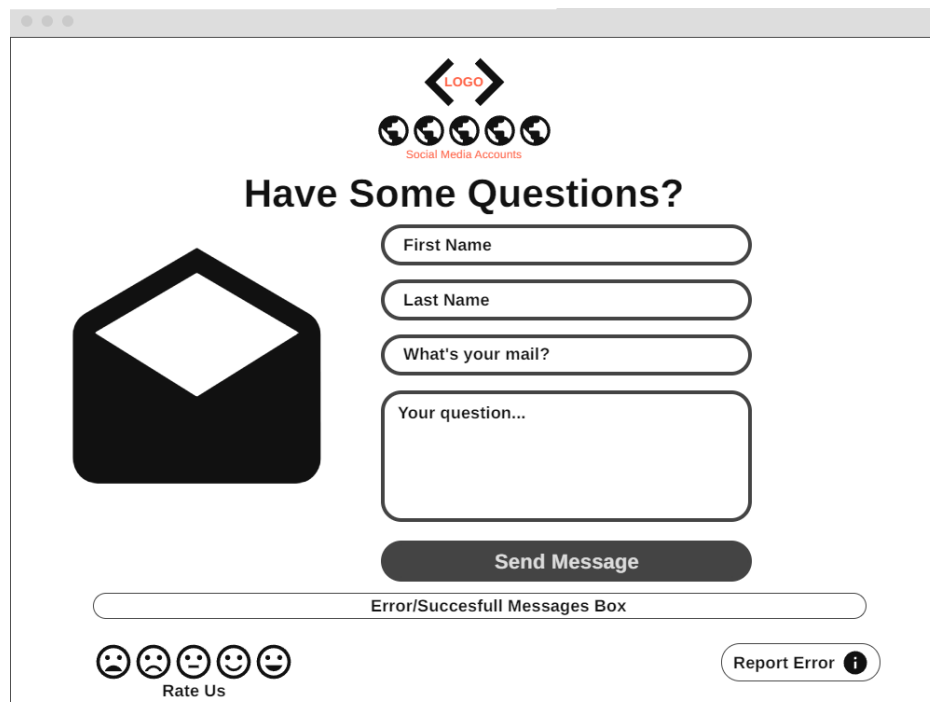 LOGO
Social Media Accounts
Have Some Questions?
First Name
Last Name
What's your mail?
Your question...
Send Message
Error/Succesfull Messages Box
Rate Us
Report Error